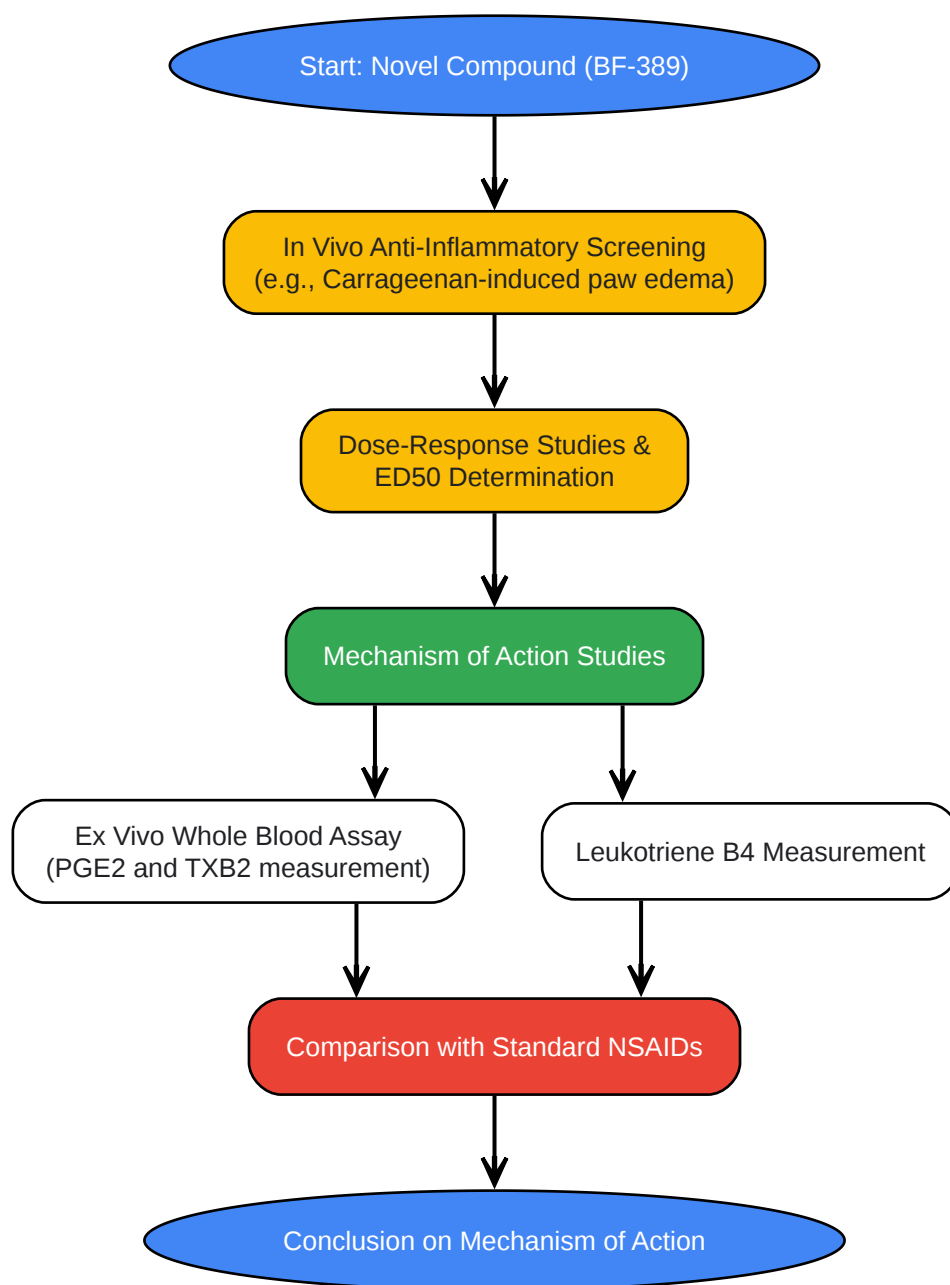 Start: Novel Compound (BF-389)
In Vivo Anti-Inflammatory Screening
(e.g., Carrageenan-induced paw edema)
Dose-Response Studies &
ED50 Determination
Mechanism of Action Studies
Ex Vivo Whole Blood Assay
(PGE2 and TXB2 measurement)
Leukotriene B4 Measurement
Comparison with Standard NSAIDs
Conclusion on Mechanism of Action